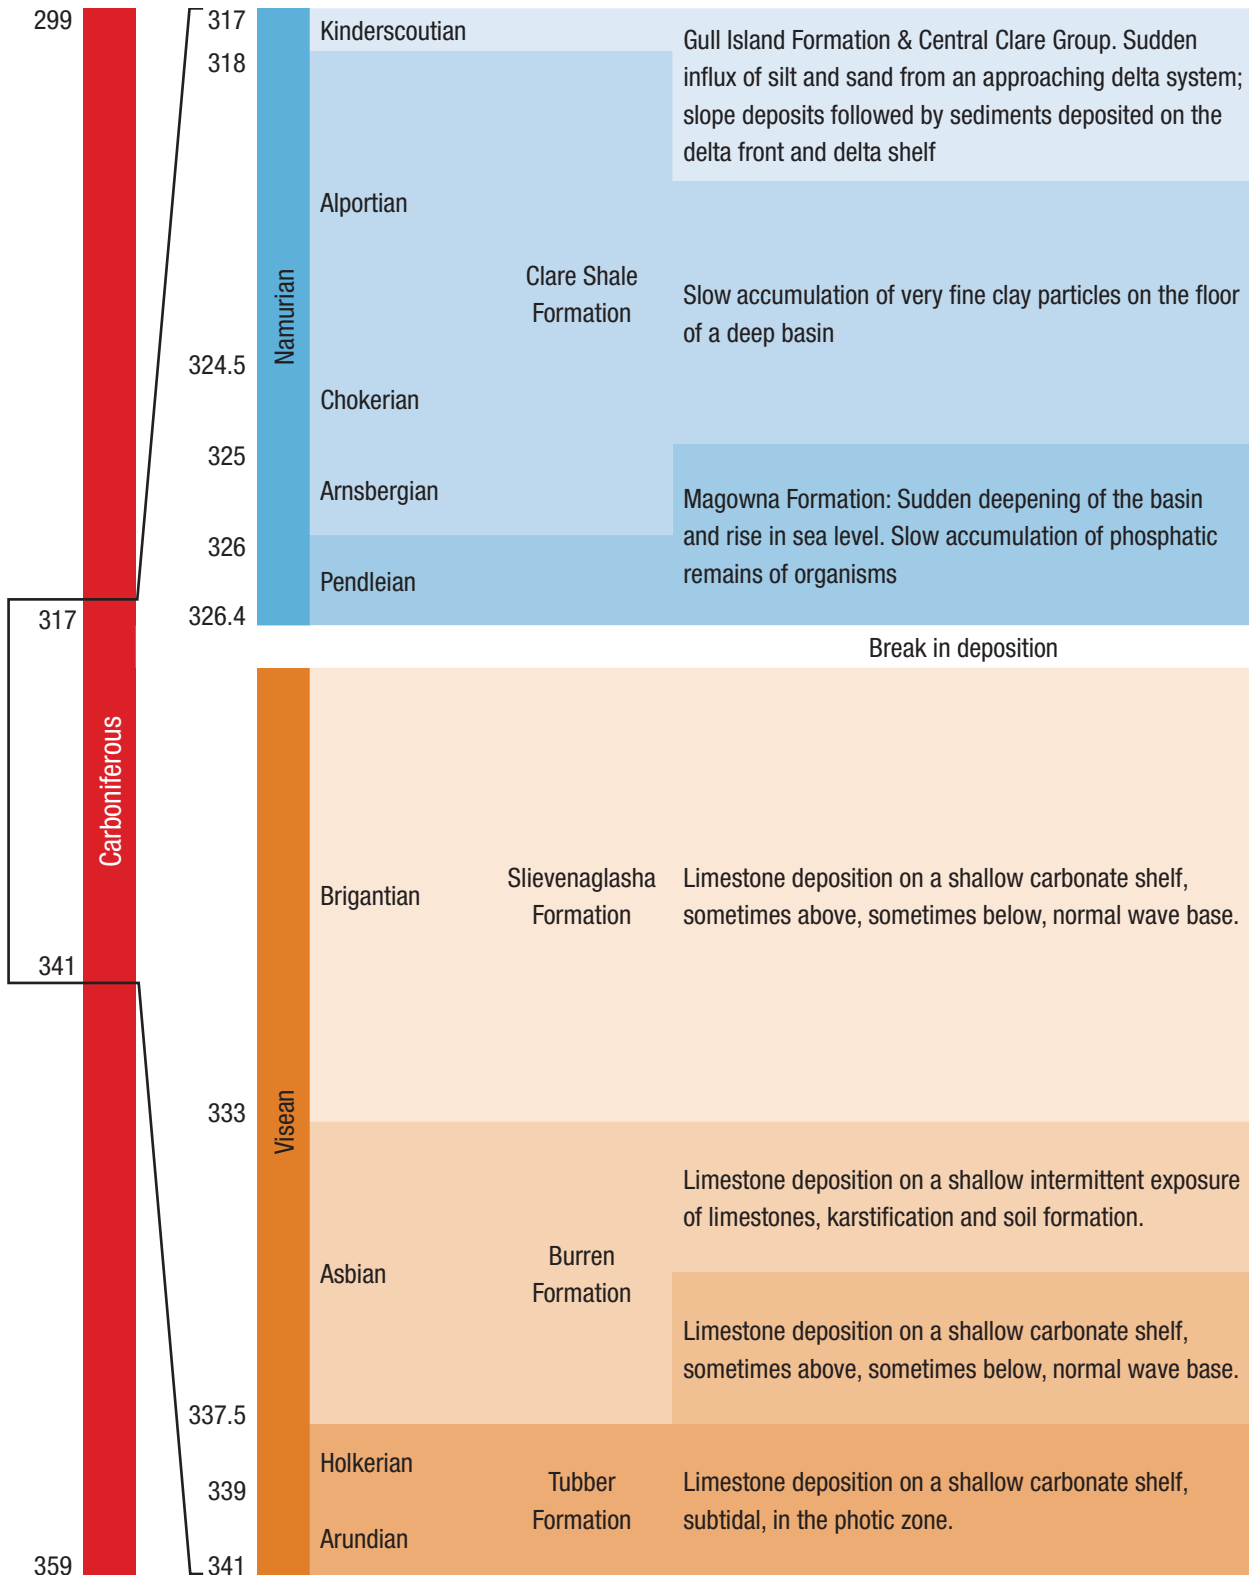 299
317
341
359
Carboniferous
317
318
324.5
325
326
326.4
333
337.5
339
341
Namurian
Kinderscoutian
Alportian
Chokerian
Arnsbergian
Pendleian
Clare Shale
Formation
Gull Island Formation & Central Clare Group. Sudden
influx of silt and sand from an approaching delta system;
slope deposits followed by sediments deposited on the
delta front and delta shelf
Slow accumulation of very fine clay particles on the floor
of a deep basin
Magowna Formation: Sudden deepening of the basin
and rise in sea level. Slow accumulation of phosphatic
remains of organisms
Break in deposition
Visean
Brigantian
Slievenaglasha
Formation
Limestone deposition on a shallow carbonate shelf,
sometimes above, sometimes below, normal wave base.
Asbian
Burren
Formation
Limestone deposition on a shallow intermittent exposure
of limestones, karstification and soil formation.
Limestone deposition on a shallow carbonate shelf,
sometimes above, sometimes below, normal wave base.
Holkerian
Arundian
Tubber
Formation
Limestone deposition on a shallow carbonate shelf,
subtidal, in the photic zone.